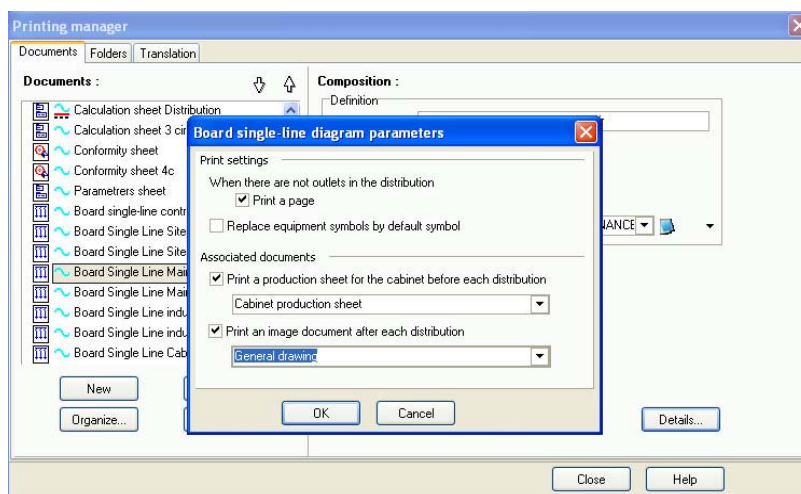 Printing manager
Documents Folders Translation
Documents :
Calculation sheet Distribution
Calculation sheet 3 cir
Conformity sheet
Conformity sheet 4c
Parametrers sheet
Board single-line contr
Board Single Line Site
Board Single Line Site
Board Single Line Mai
Board Single Line Mai
Board Single Line indu
Board Single Line indu
Board Single Line Cab
New
Organize...
Composition :
Definition
NANCE
Details...
Close Help
Board single-line diagram parameters
Print settings
When there are not outlets in the distribution
Print a page
Replace equipment symbols by default symbol
Associated documents
Print a production sheet for the cabinet before each distribution
Cabinet production sheet
Print an image document after each distribution
General drawing
OK Cancel